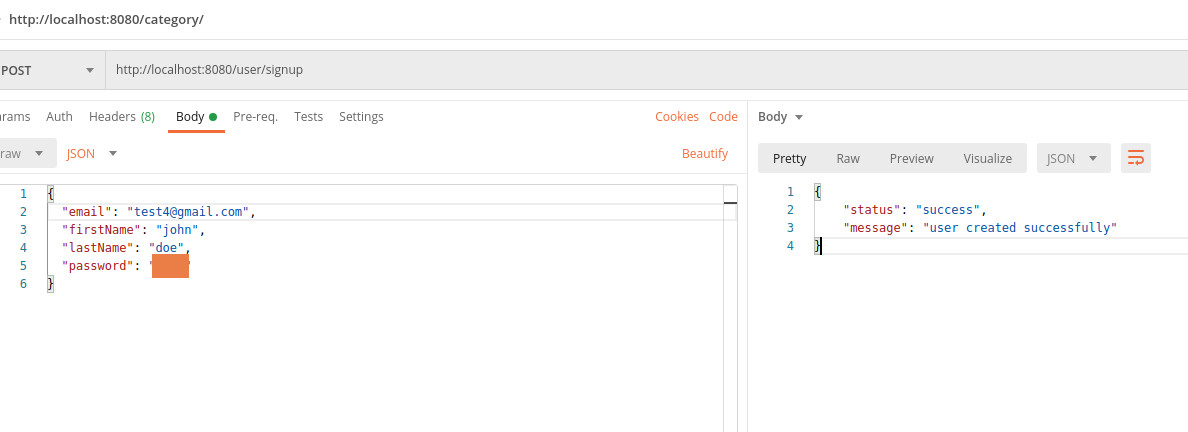 http://localhost:8080/category/
POST http://localhost:8080/user/signup
Auth Headers (8) Body Pre-req. Tests Settings Cookies Code
raw JSON Beautify
1 {
2 "email": "test4@gmail.com",
3 "firstName": "john",
4 "lastName": "doe",
5 "password": "
6 }
Body
Pretty Raw Preview Visualize JSON
1 {
2 "status": "success",
3 "message": "user created successfully"
4 }